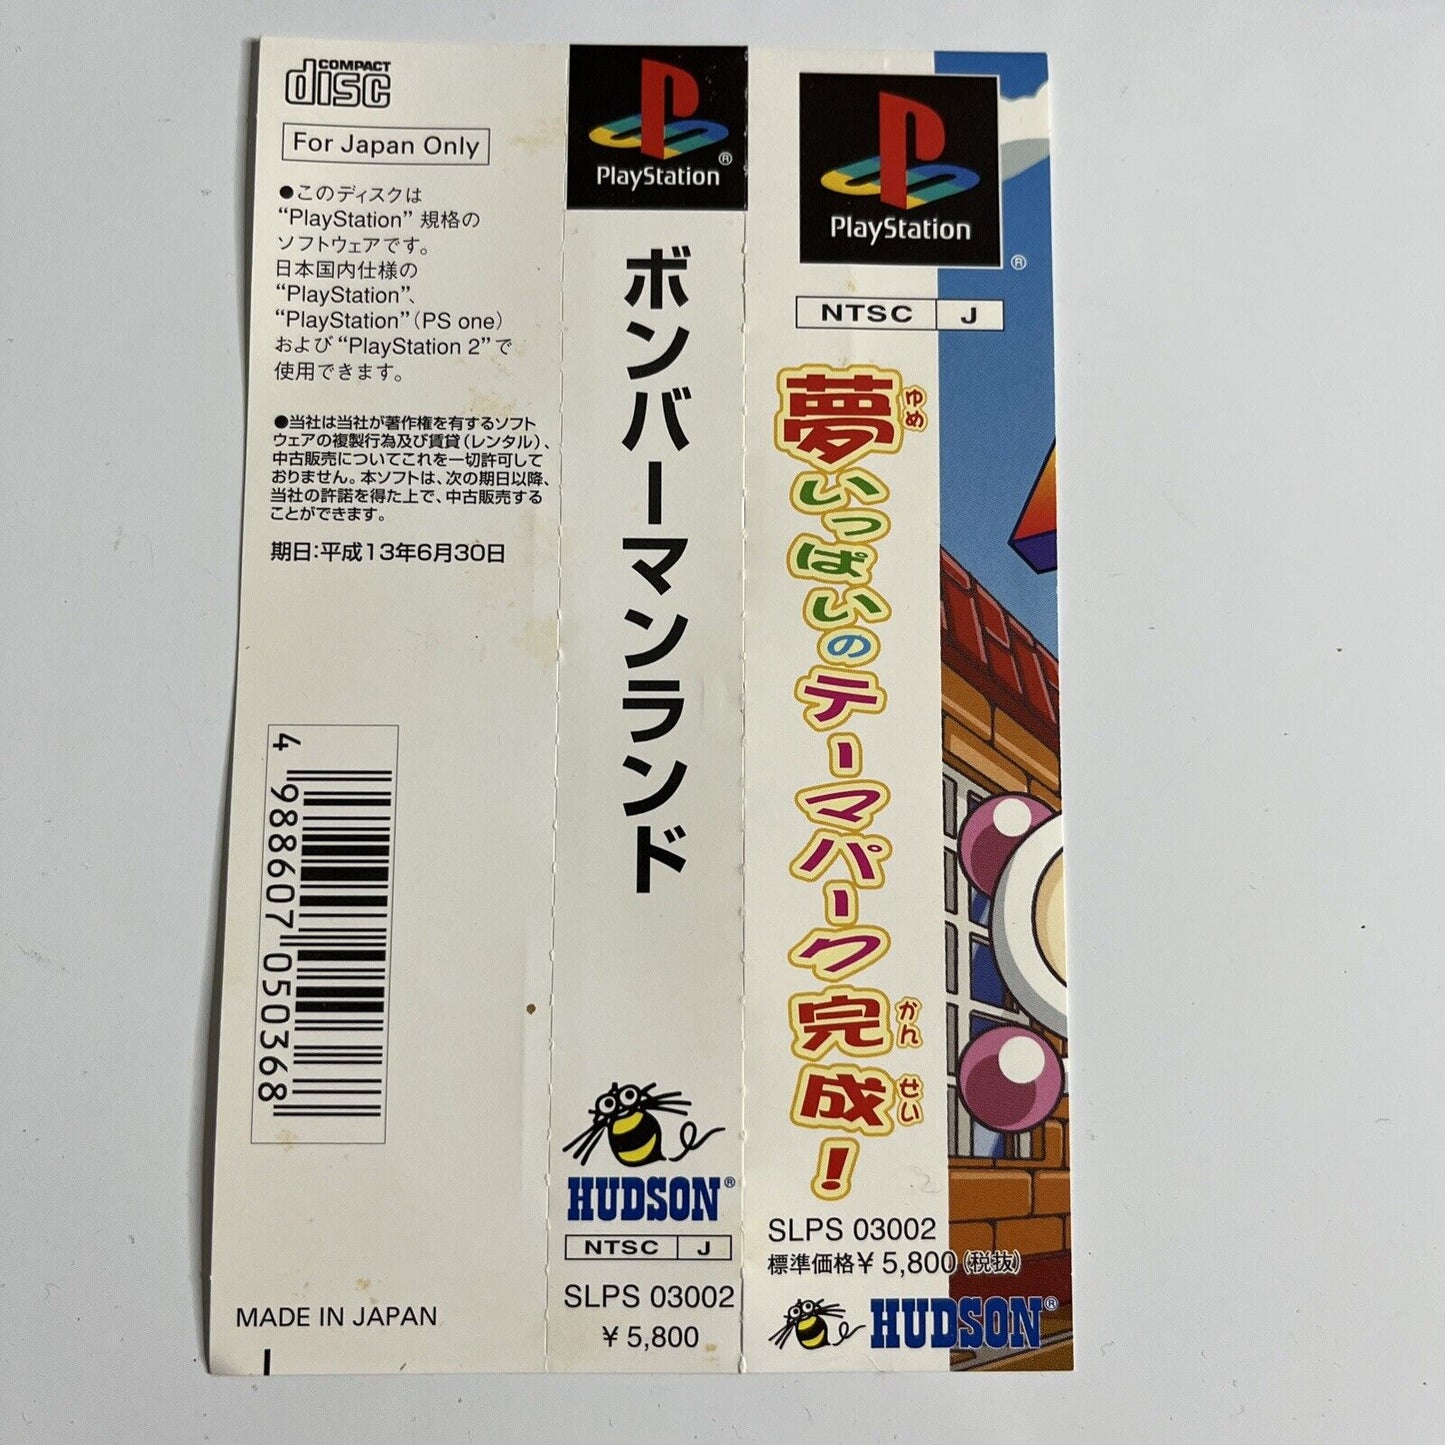 COMPACT
disc
For Japan Only
●このディスクは
“PlayStation” 規格の
ソフトウェアです。
日本国内仕様の
“PlayStation”、
“PlayStation”（PS one）
および“PlayStation 2”で
使用できます。
●当社は当社が著作権を有するソフト
ウェアの複製行為及び賃貸（レンタル）、
中古販売についてこれを一切許可して
おりません。本ソフトは、次の期日以降、
当社の許諾を得た上で、中古販売する
ことができます。
期日：平成13年6月30日
4 988607 050368
MADE IN JAPAN
PlayStation®
ボンバーマンランド
HUDSON®
NTSC J
SLPS 03002
¥ 5,800
PlayStation
®
NTSC J
夢いっぱいのテーマパーク完成！
ゆめ
かん
せい
SLPS 03002
標準価格¥ 5,800（税抜）
HUDSON®